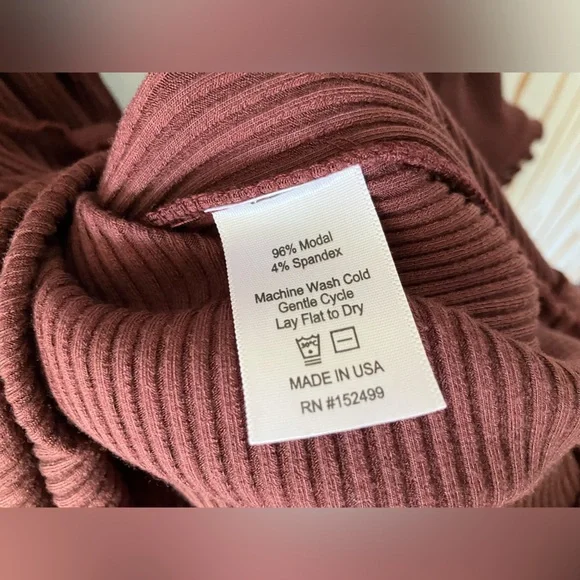 96% Modal
4% Spandex
Machine Wash Cold
Gentle Cycle
Lay Flat to Dry
MADE IN USA
RN #152499